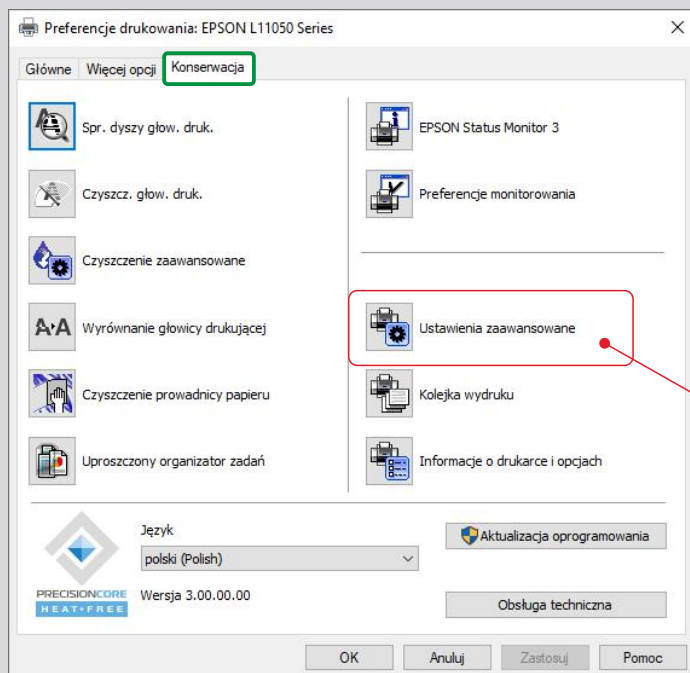 Preferencje drukowania: EPSON L11050 Series
Główne Więcej opcji Konserwacja
Spr. dyszy głow. druk.
Czyszcz. głow. druk.
Czyszczenie zaawansowane
A▸A Wyrównanie głowicy drukującej
Czyszczenie prowadnicy papieru
Uproszczony organizator zadań
EPSON Status Monitor 3
Preferencje monitorowania
Ustawienia zaawansowane
Kolejka wydruku
Informacje o drukarce i opcjach
Język
polski (Polish)
PRECISIONCORE
HEAT•FREE
Wersja 3.00.00.00
Aktualizacja oprogramowania
Obsługa techniczna
OK Anuluj Zastosuj Pomoc